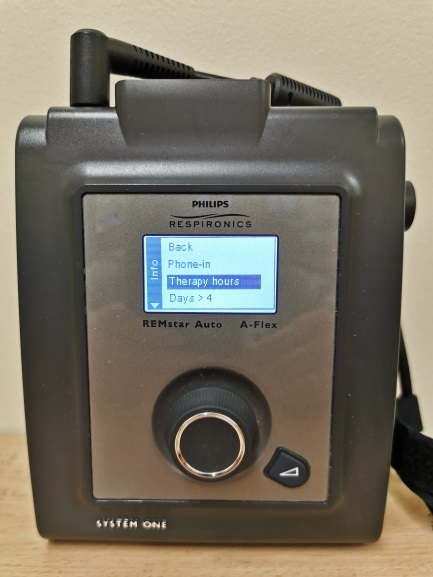 PHILIPS
RESPIRONICS
Info
Back
Phone-in
Therapy hours
Days > 4
REMstar Auto A-Flex
SYSTEM ONE